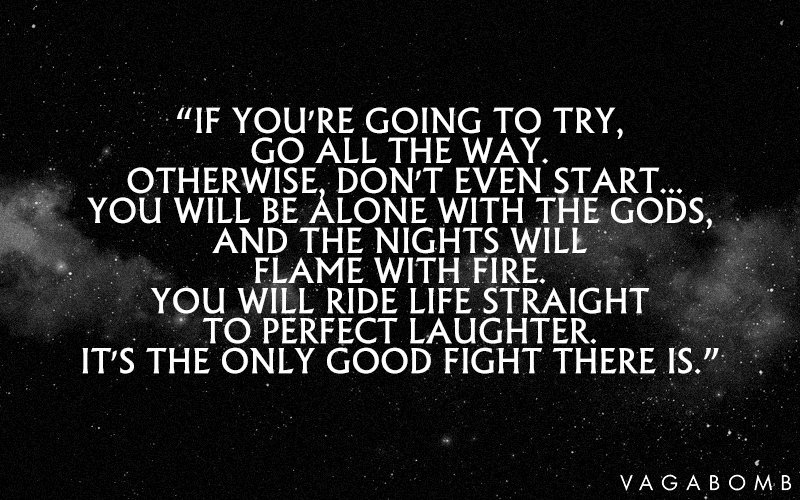 “IF YOU’RE GOING TO TRY,
GO ALL THE WAY.
OTHERWISE, DON’T EVEN START...
YOU WILL BE ALONE WITH THE GODS,
AND THE NIGHTS WILL
FLAME WITH FIRE.
YOU WILL RIDE LIFE STRAIGHT
TO PERFECT LAUGHTER.
IT’S THE ONLY GOOD FIGHT THERE IS.”
VAGABOMB